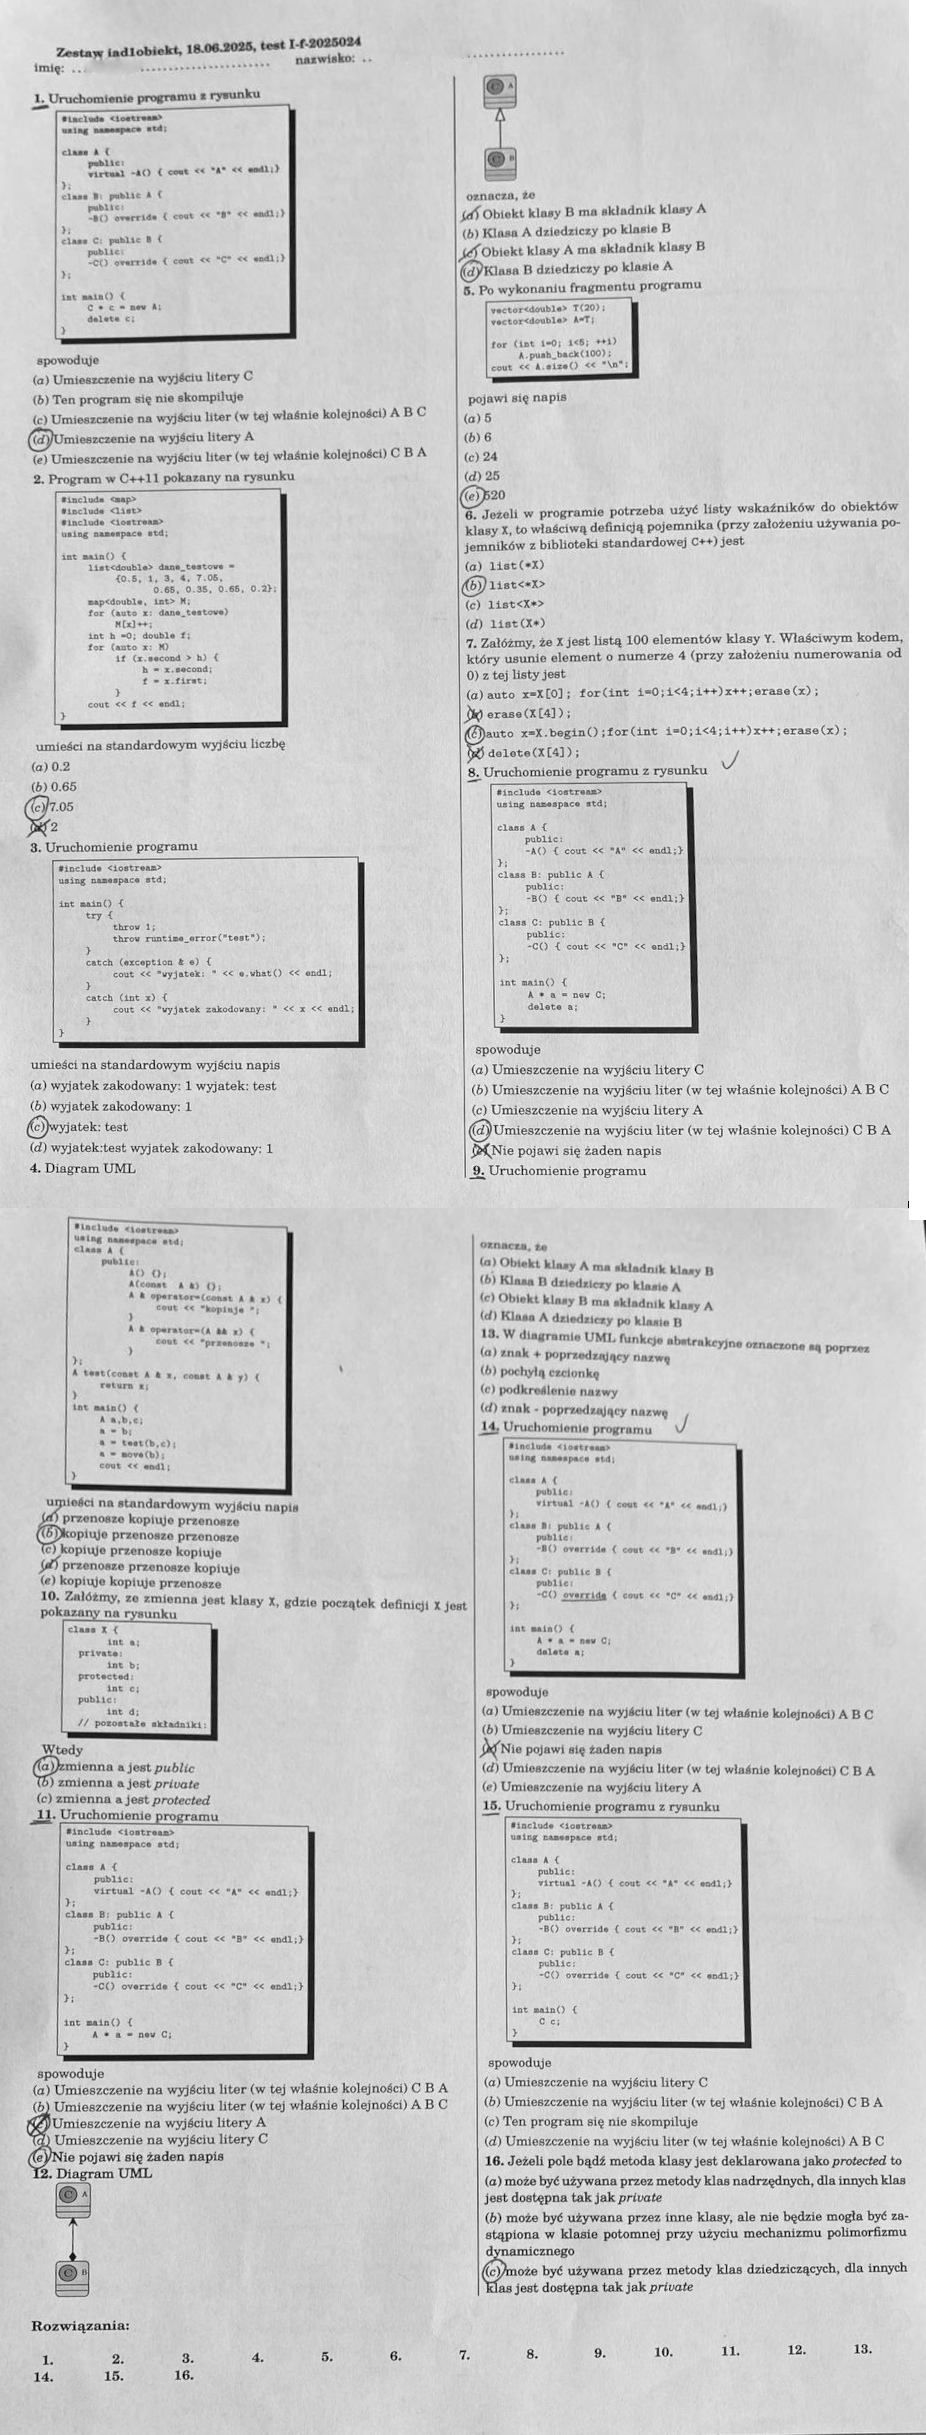 Zestaw iad1obiekt, 18.06.2025, test I-f-2025024
imię: .. ........................ nazwisko: .. ................
1. Uruchomienie programu z rysunku
#include <iostream>
using namespace std;
class A {
public:
virtual ~A() { cout << "A" << endl;}
};
class B: public A {
public:
~B() override { cout << "B" << endl;}
};
class C: public B {
public:
~C() override { cout << "C" << endl;}
};
int main() {
C * c = new A;
delete c;
}
spowoduje
(a) Umieszczenie na wyjściu litery C
(b) Ten program się nie skompiluje
(c) Umieszczenie na wyjściu liter (w tej właśnie kolejności) A B C
(d) Umieszczenie na wyjściu litery A
(e) Umieszczenie na wyjściu liter (w tej właśnie kolejności) C B A
2. Program w C++11 pokazany na rysunku
#include <map>
#include <list>
#include <iostream>
using namespace std;
int main() {
list<double> dane_testowe =
{0.5, 1, 3, 4, 7.05,
0.65, 0.35, 0.65, 0.2};
map<double, int> M;
for (auto x: dane_testowe)
M[x]++;
int h =0; double f;
for (auto x: M)
if (x.second > h) {
h = x.second;
f = x.first;
}
cout << f << endl;
}
umieści na standardowym wyjściu liczbę
(a) 0.2
(b) 0.65
(c) 7.05
(d) 2
3. Uruchomienie programu
#include <iostream>
using namespace std;
int main() {
try {
throw 1;
throw runtime_error("test");
}
catch (exception & e) {
cout << "wyjatek: " << e.what() << endl;
}
catch (int x) {
cout << "wyjatek zakodowany: " << x << endl;
}
}
umieści na standardowym wyjściu napis
(a) wyjatek zakodowany: 1 wyjatek: test
(b) wyjatek zakodowany: 1
(c) wyjatek: test
(d) wyjatek:test wyjatek zakodowany: 1
4. Diagram UML
C A
C B
oznacza, że
(a) Obiekt klasy B ma składnik klasy A
(b) Klasa A dziedziczy po klasie B
(c) Obiekt klasy A ma składnik klasy B
(d) Klasa B dziedziczy po klasie A
5. Po wykonaniu fragmentu programu
vector<double> T(20);
vector<double> A=T;
for (int i=0; i<5; ++i)
A.push_back(100);
cout << A.size() << "\n";
pojawi się napis
(a) 5
(b) 6
(c) 24
(d) 25
(e) 520
6. Jeżeli w programie potrzeba użyć listy wskaźników do obiektów
klasy X, to właściwą definicją pojemnika (przy założeniu używania po-
jemników z biblioteki standardowej C++) jest
(a) list(*X)
(b) list<*X>
(c) list<X*>
(d) list(X*)
7. Załóżmy, że X jest listą 100 elementów klasy Y. Właściwym kodem,
który usunie element o numerze 4 (przy założeniu numerowania od
0) z tej listy jest
(a) auto x=X[0]; for(int i=0;i<4;i++)x++;erase(x);
(b) erase(X[4]);
(c) auto x=X.begin();for(int i=0;i<4;i++)x++;erase(x);
(d) delete(X[4]);
8. Uruchomienie programu z rysunku
#include <iostream>
using namespace std;
class A {
public:
~A() { cout << "A" << endl;}
};
class B: public A {
public:
~B() { cout << "B" << endl;}
};
class C: public B {
public:
~C() { cout << "C" << endl;}
};
int main() {
A * a = new C;
delete a;
}
spowoduje
(a) Umieszczenie na wyjściu litery C
(b) Umieszczenie na wyjściu liter (w tej właśnie kolejności) A B C
(c) Umieszczenie na wyjściu litery A
(d) Umieszczenie na wyjściu liter (w tej właśnie kolejności) C B A
(e) Nie pojawi się żaden napis
9. Uruchomienie programu
#include <iostream>
using namespace std;
class A {
public:
A() {};
A(const A &) {};
A & operator=(const A & x) {
cout << "kopiuje ";
}
A & operator=(A && x) {
cout << "przenosze ";
}
};
A test(const A & x, const A & y) {
return x;
}
int main() {
A a,b,c;
a = b;
a = test(b,c);
a = move(b);
cout << endl;
}
umieści na standardowym wyjściu napis
(a) przenosze kopiuje przenosze
(b) kopiuje przenosze przenosze
(c) kopiuje przenosze kopiuje
(d) przenosze przenosze kopiuje
(e) kopiuje kopiuje przenosze
10. Załóżmy, ze zmienna jest klasy X, gdzie początek definicji X jest
pokazany na rysunku
class X {
int a;
private:
int b;
protected:
int c;
public:
int d;
// pozostałe składniki:
Wtedy
(a) zmienna a jest public
(b) zmienna a jest private
(c) zmienna a jest protected
11. Uruchomienie programu
#include <iostream>
using namespace std;
class A {
public:
virtual ~A() { cout << "A" << endl;}
};
class B: public A {
public:
~B() override { cout << "B" << endl;}
};
class C: public B {
public:
~C() override { cout << "C" << endl;}
};
int main() {
A * a = new C;
}
spowoduje
(a) Umieszczenie na wyjściu liter (w tej właśnie kolejności) C B A
(b) Umieszczenie na wyjściu liter (w tej właśnie kolejności) A B C
(c) Umieszczenie na wyjściu litery A
(d) Umieszczenie na wyjściu litery C
(e) Nie pojawi się żaden napis
12. Diagram UML
C A
C B
oznacza, że
(a) Obiekt klasy A ma składnik klasy B
(b) Klasa B dziedziczy po klasie A
(c) Obiekt klasy B ma składnik klasy A
(d) Klasa A dziedziczy po klasie B
13. W diagramie UML funkcje abstrakcyjne oznaczone są poprzez
(a) znak + poprzedzający nazwę
(b) pochyłą czcionkę
(c) podkreślenie nazwy
(d) znak - poprzedzający nazwę
14. Uruchomienie programu
#include <iostream>
using namespace std;
class A {
public:
virtual ~A() { cout << "A" << endl;}
};
class B: public A {
public:
~B() override { cout << "B" << endl;}
};
class C: public B {
public:
~C() override { cout << "C" << endl;}
};
int main() {
A * a = new C;
delete a;
}
spowoduje
(a) Umieszczenie na wyjściu liter (w tej właśnie kolejności) A B C
(b) Umieszczenie na wyjściu litery C
(c) Nie pojawi się żaden napis
(d) Umieszczenie na wyjściu liter (w tej właśnie kolejności) C B A
(e) Umieszczenie na wyjściu litery A
15. Uruchomienie programu z rysunku
#include <iostream>
using namespace std;
class A {
public:
virtual ~A() { cout << "A" << endl;}
};
class B: public A {
public:
~B() override { cout << "B" << endl;}
};
class C: public B {
public:
~C() override { cout << "C" << endl;}
};
int main() {
C c;
}
spowoduje
(a) Umieszczenie na wyjściu litery C
(b) Umieszczenie na wyjściu liter (w tej właśnie kolejności) C B A
(c) Ten program się nie skompiluje
(d) Umieszczenie na wyjściu liter (w tej właśnie kolejności) A B C
16. Jeżeli pole bądź metoda klasy jest deklarowana jako protected to
(a) może być używana przez metody klas nadrzędnych, dla innych klas
jest dostępna tak jak private
(b) może być używana przez inne klasy, ale nie będzie mogła być za-
stąpiona w klasie potomnej przy użyciu mechanizmu polimorfizmu
dynamicznego
(c) może być używana przez metody klas dziedziczących, dla innych
klas jest dostępna tak jak private
Rozwiązania:
1. 2. 3. 4. 5. 6. 7. 8. 9. 10. 11. 12. 13.
14. 15. 16.